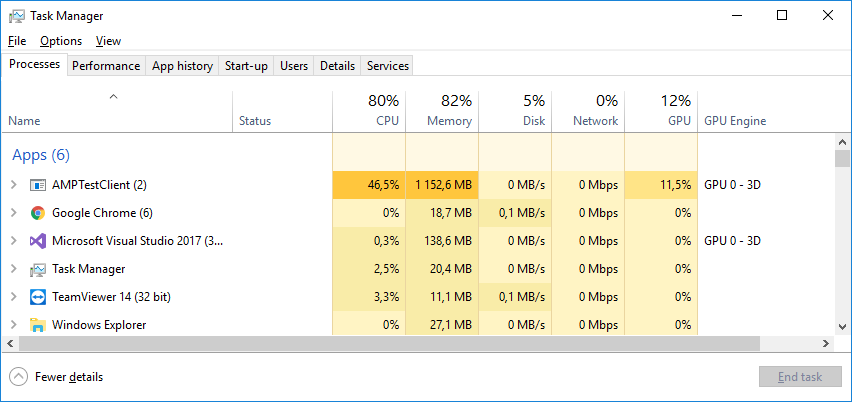 Task Manager
File Options View
Processes Performance App history Start-up Users Details Services
80% 82% 5% 0% 12%
Name Status CPU Memory Disk Network GPU GPU Engine
Apps (6)
AMPTestClient (2) 46,5% 1 152,6 MB 0 MB/s 0 Mbps 11,5% GPU 0 - 3D
Google Chrome (6) 0% 18,7 MB 0,1 MB/s 0 Mbps 0%
Microsoft Visual Studio 2017 (3... 0,3% 138,6 MB 0 MB/s 0 Mbps 0% GPU 0 - 3D
Task Manager 2,5% 20,4 MB 0 MB/s 0 Mbps 0%
TeamViewer 14 (32 bit) 3,3% 11,1 MB 0,1 MB/s 0 Mbps 0%
Windows Explorer 0% 27,1 MB 0 MB/s 0 Mbps 0%
Fewer details End task